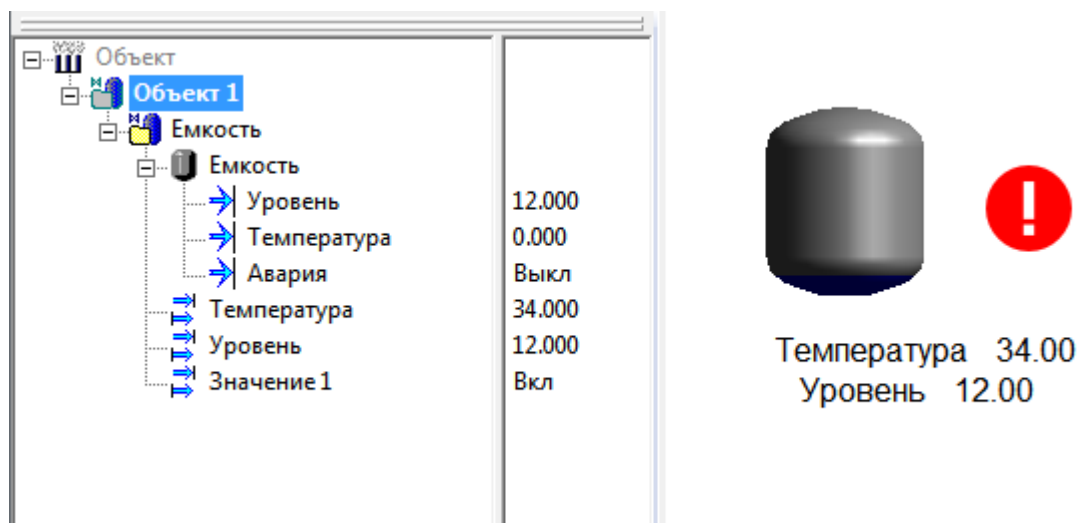 Объект
Объект 1
Емкость
Емкость
Уровень 12.000
Температура 0.000
Авария Выкл
Температура 34.000
Уровень 12.000
Значение 1 Вкл
!
Температура 34.00
Уровень 12.00